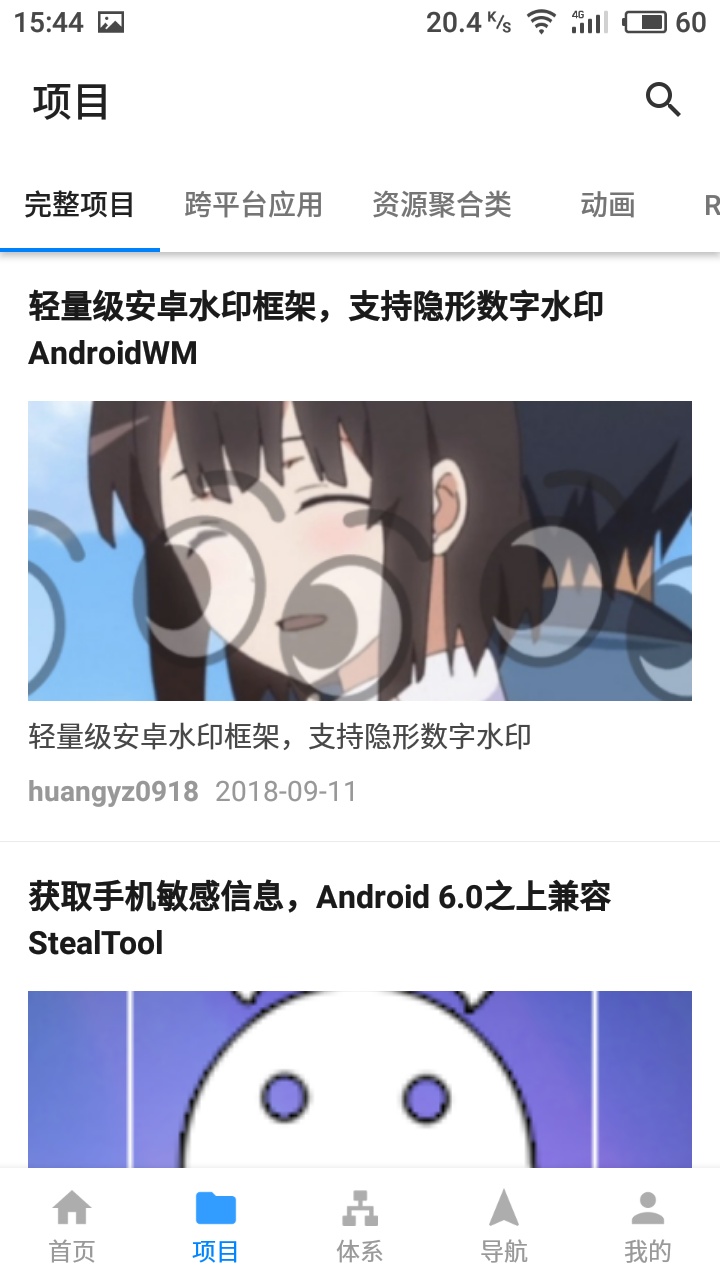 15:44
20.4 K/s
4G
60
项目
完整项目
跨平台应用
资源聚合类
动画
R
轻量级安卓水印框架，支持隐形数字水印
AndroidWM
轻量级安卓水印框架，支持隐形数字水印
huangyz0918 2018-09-11
获取手机敏感信息，Android 6.0之上兼容
StealTool
首页
项目
体系
导航
我的